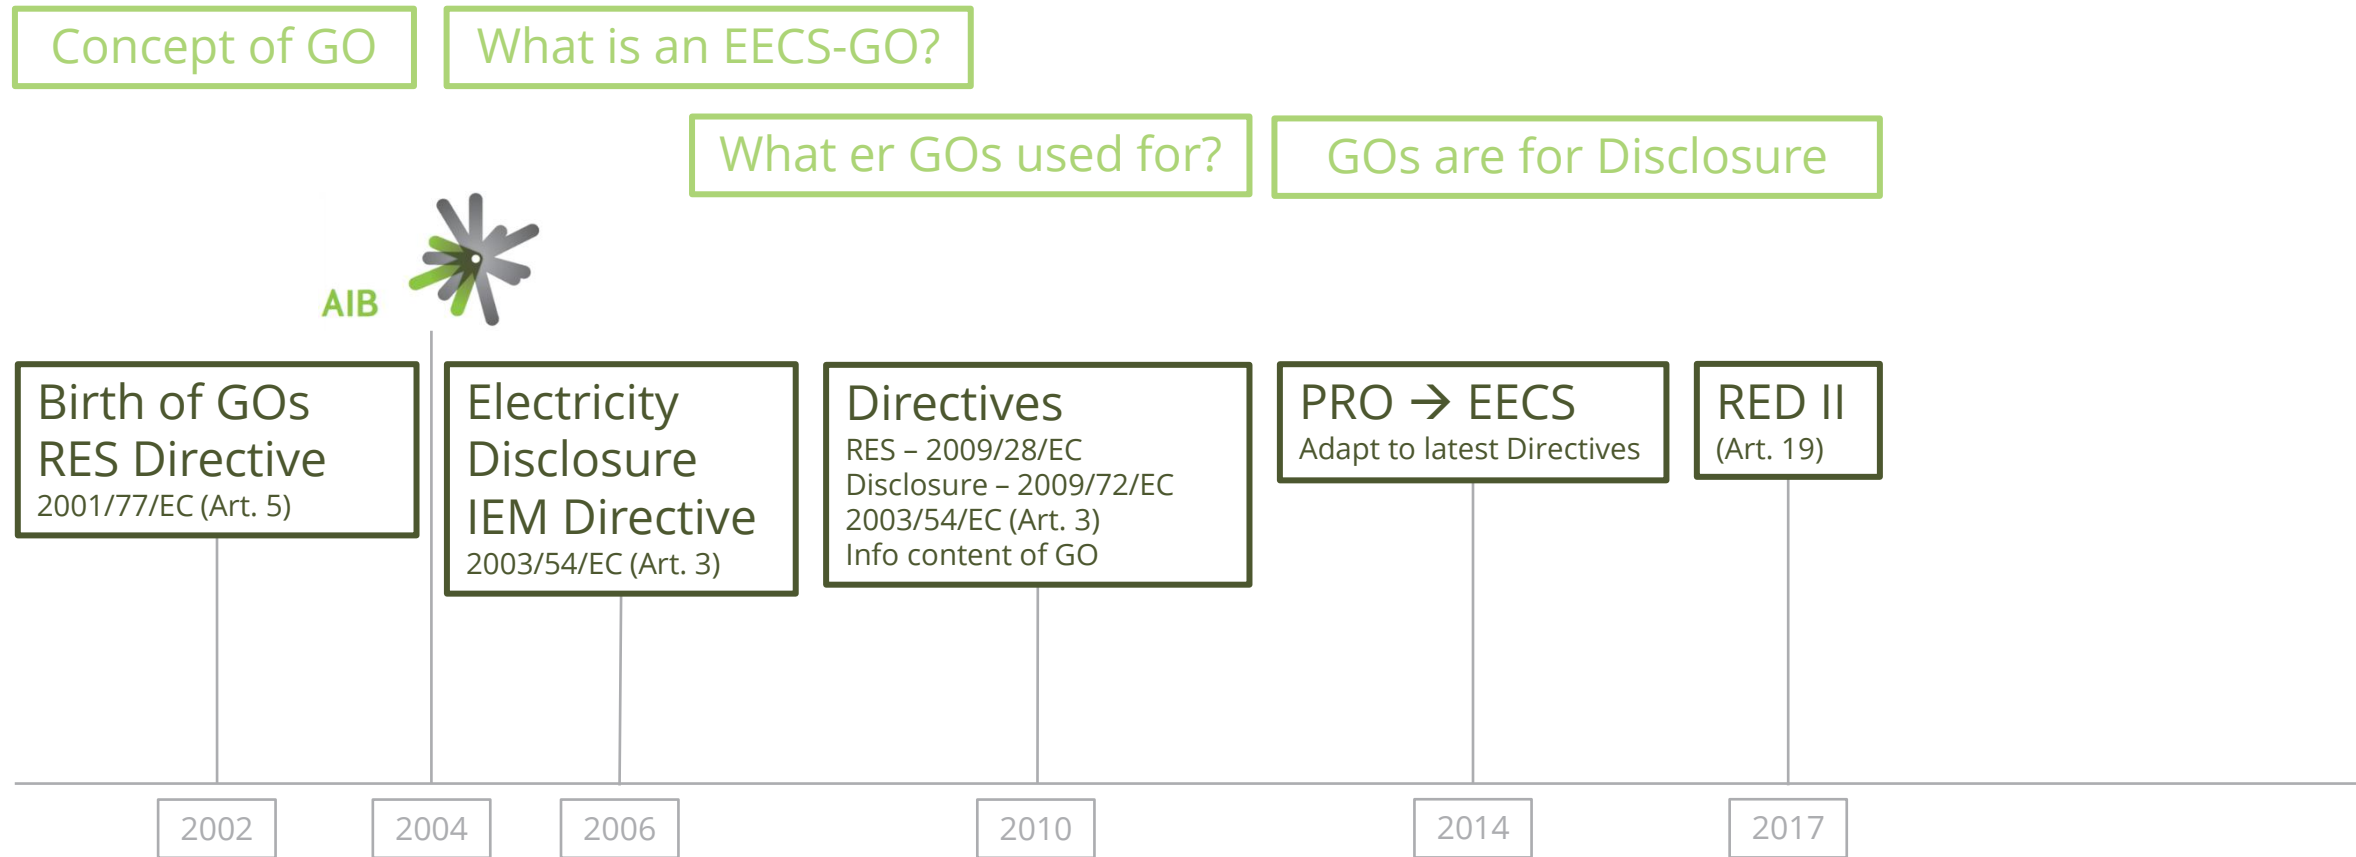 Concept of GO
What is an EECS-GO?
What er GOs used for?
GOs are for Disclosure
AIB
Birth of GOs
RES Directive
2001/77/EC (Art. 5)
Electricity
Disclosure
IEM Directive
2003/54/EC (Art. 3)
Directives
RES – 2009/28/EC
Disclosure – 2009/72/EC
2003/54/EC (Art. 3)
Info content of GO
PRO → EECS
Adapt to latest Directives
RED II
(Art. 19)
2002
2004
2006
2010
2014
2017